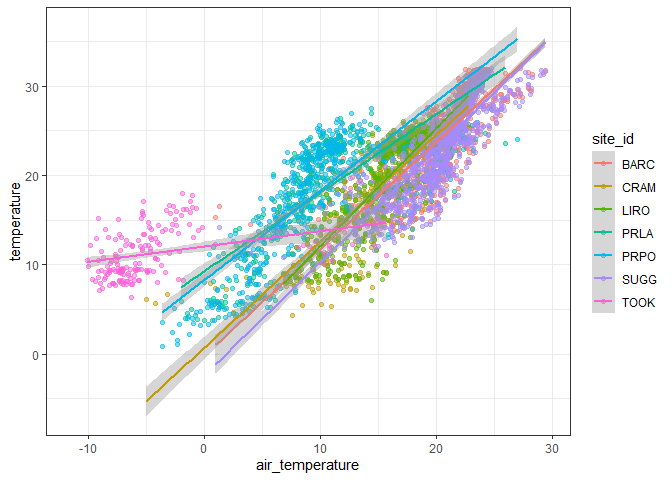 30
20
10
0
temperature
-10
0
10
20
30
air_temperature
site_id
BARC
CRAM
LIRO
PRLA
PRPO
SUGG
TOOK